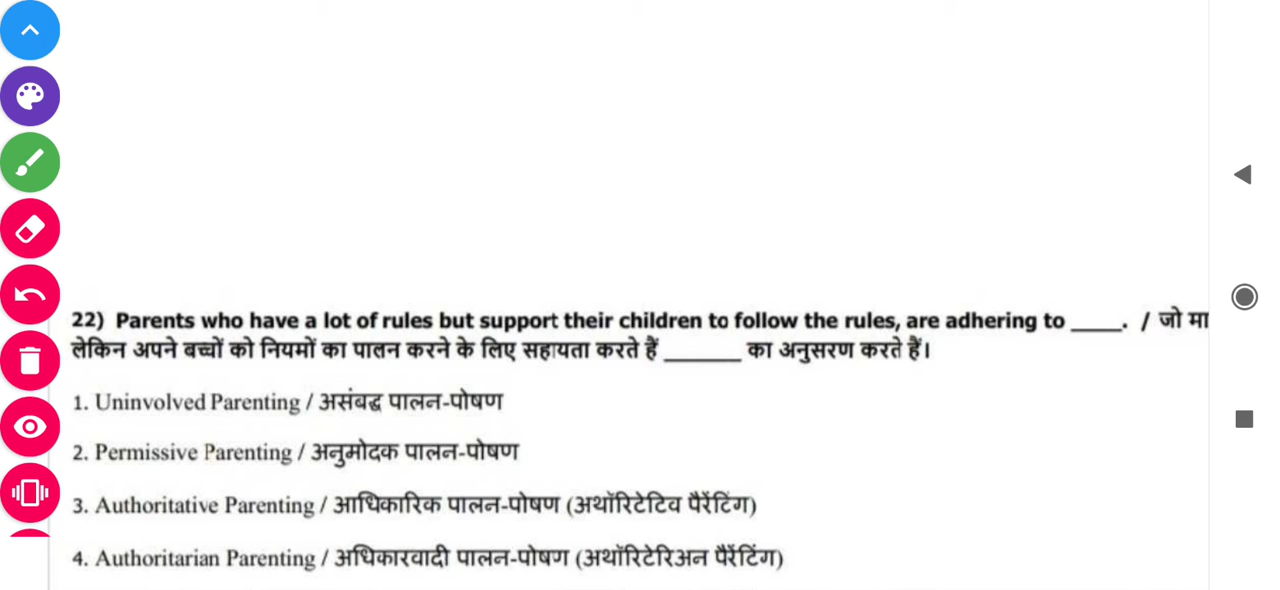 22) Parents who have a lot of rules but support their children to follow the rules, are adhering to ____. / जो मा
लेकिन अपने बच्चों को नियमों का पालन करने के लिए सहायता करते हैं ______ का अनुसरण करते हैं।
1. Uninvolved Parenting / असंबद्ध पालन-पोषण
2. Permissive Parenting / अनुमोदक पालन-पोषण
3. Authoritative Parenting / आधिकारिक पालन-पोषण (अथॉरिटेटिव पैरेंटिंग)
4. Authoritarian Parenting / अधिकारवादी पालन-पोषण (अथॉरिटेरिअन पैरेंटिंग)